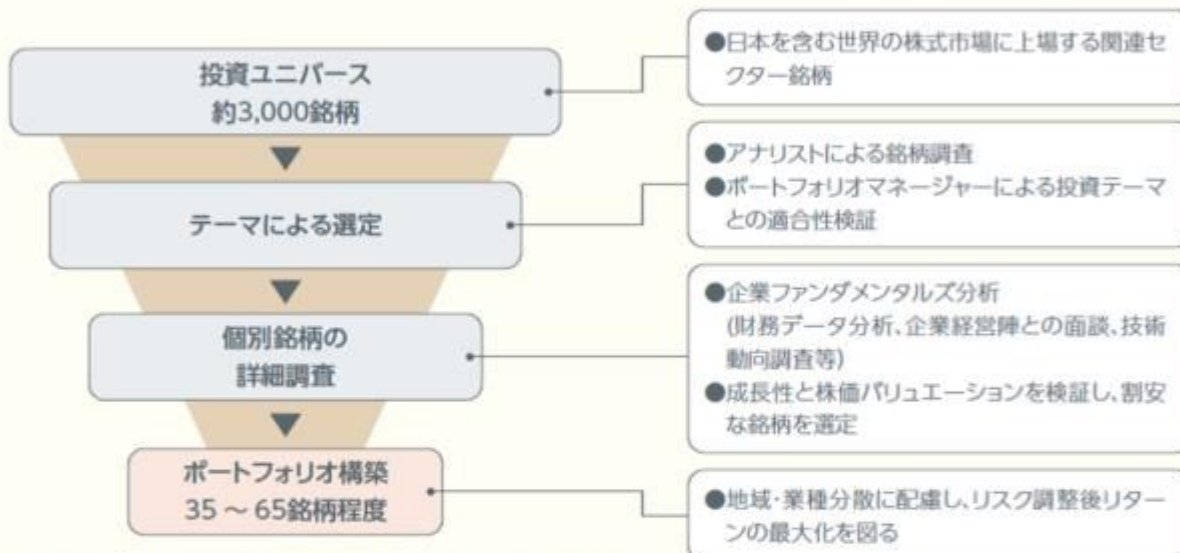 投資ユニバース
約3,000銘柄
●日本を含む世界の株式市場に上場する関連セ
クター銘柄
テーマによる選定
●アナリストによる銘柄調査
●ポートフォリオマネージャーによる投資テーマ
との適合性検証
個別銘柄の
詳細調査
●企業ファンダメンタルズ分析
(財務データ分析、企業経営陣との面談、技術
動向調査等)
●成長性と株価バリュエーションを検証し、割安
な銘柄を選定
ポートフォリオ構築
35 ～ 65銘柄程度
●地域・業種分散に配慮し、リスク調整後リター
ンの最大化を図る